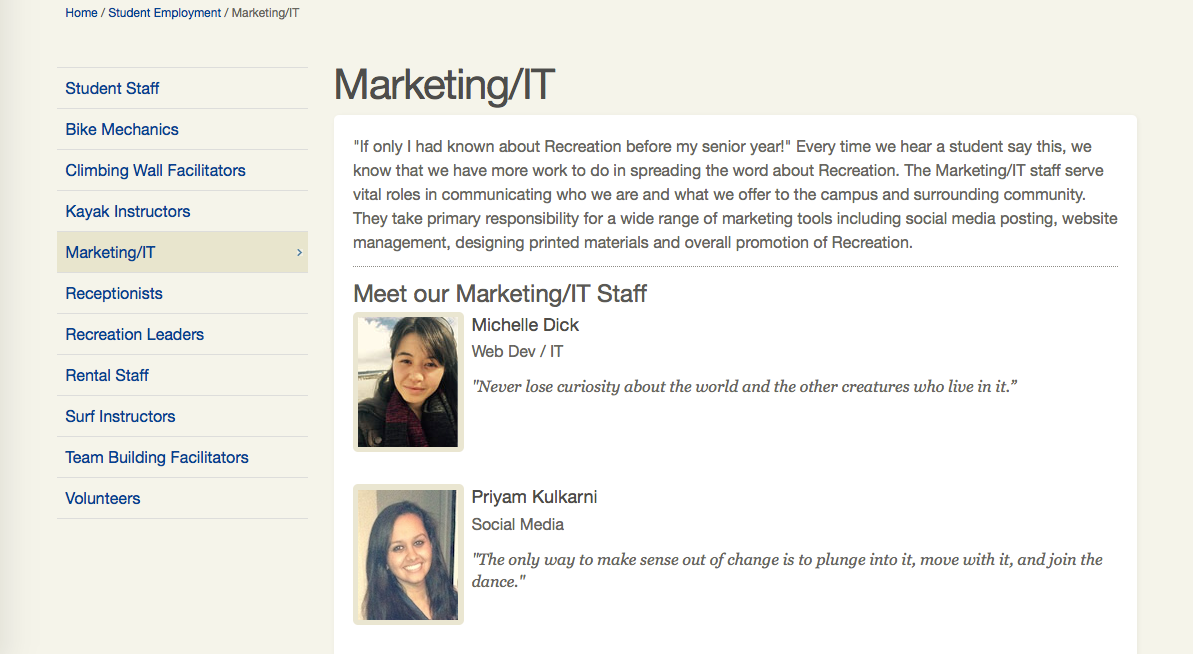 Home / Student Employment / Marketing/IT
Student Staff
Bike Mechanics
Climbing Wall Facilitators
Kayak Instructors
Marketing/IT
Receptionists
Recreation Leaders
Rental Staff
Surf Instructors
Team Building Facilitators
Volunteers
Marketing/IT
"If only I had known about Recreation before my senior year!" Every time we hear a student say this, we
know that we have more work to do in spreading the word about Recreation. The Marketing/IT staff serve
vital roles in communicating who we are and what we offer to the campus and surrounding community.
They take primary responsibility for a wide range of marketing tools including social media posting, website
management, designing printed materials and overall promotion of Recreation.
Meet our Marketing/IT Staff
Michelle Dick
Web Dev / IT
"Never lose curiosity about the world and the other creatures who live in it.”
Priyam Kulkarni
Social Media
"The only way to make sense out of change is to plunge into it, move with it, and join the
dance."